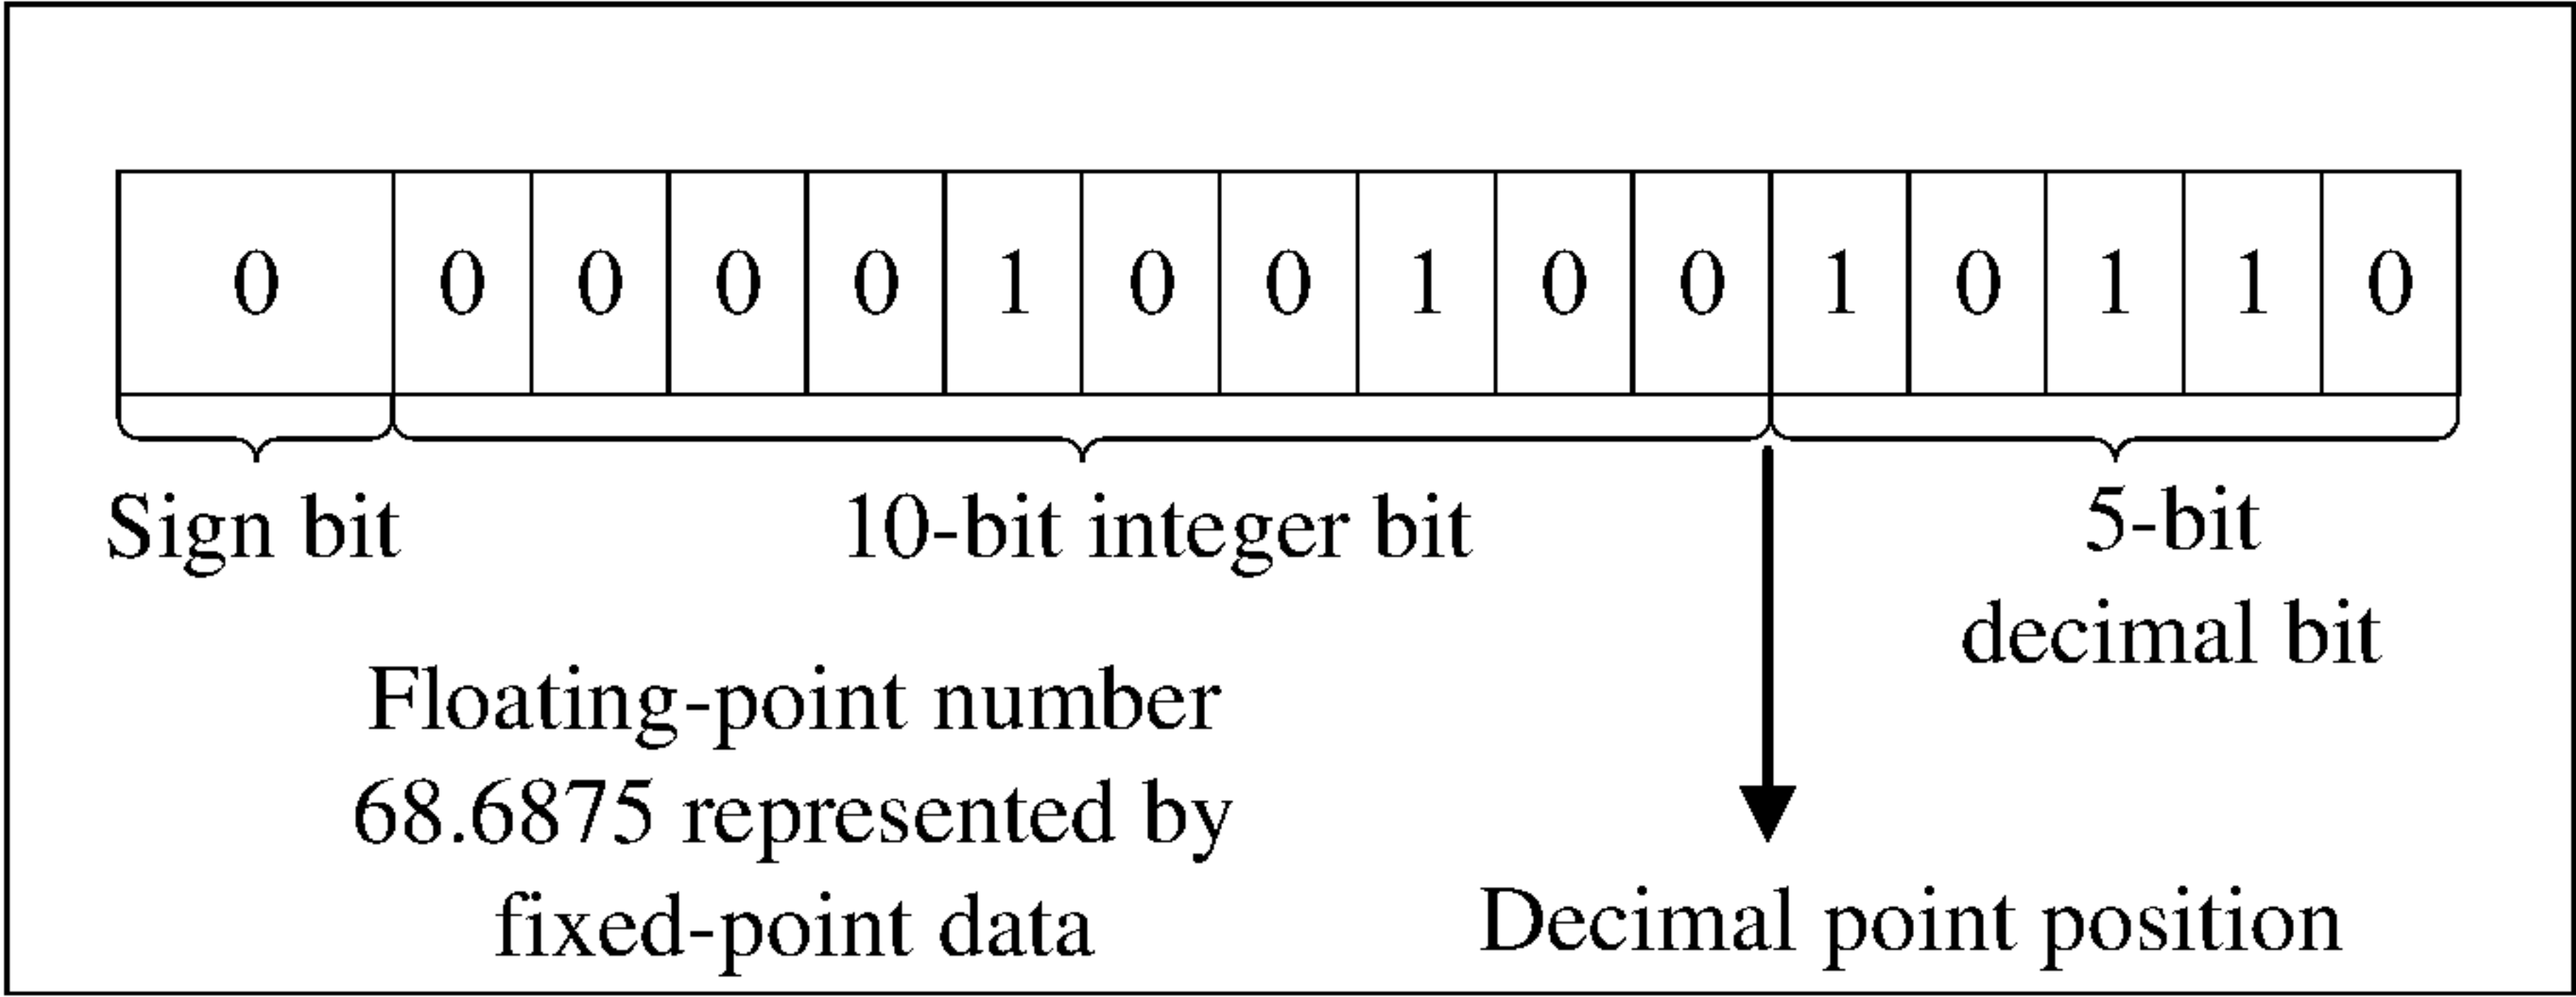 0 0 0 0 0 1 0 0 1 0 0 1 0 1 1 0
Sign bit
10-bit integer bit
5-bit
decimal bit
Floating-point number
68.6875 represented by
fixed-point data
Decimal point position